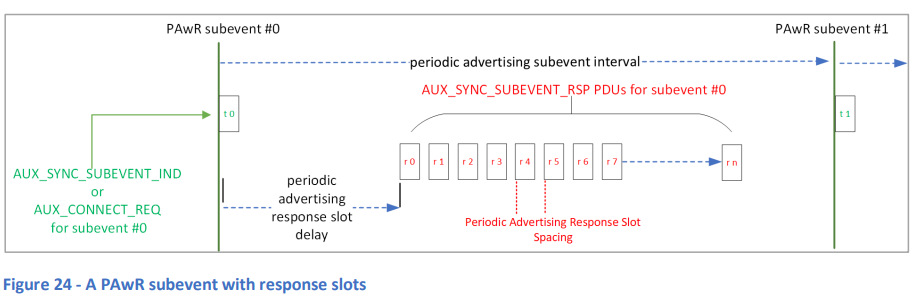 PAwR subevent #0
PAwR subevent #1
periodic advertising subevent interval
AUX_SYNC_SUBEVENT_RSP PDUs for subevent #0
t 0
t 1
r 0
r 1
r 2
r 3
r 4
r 5
r 6
r 7
r n
AUX_SYNC_SUBEVENT_IND
or
AUX_CONNECT_REQ
for subevent #0
periodic
advertising
response slot
delay
Periodic Advertising Response Slot
Spacing
Figure 24 - A PAwR subevent with response slots